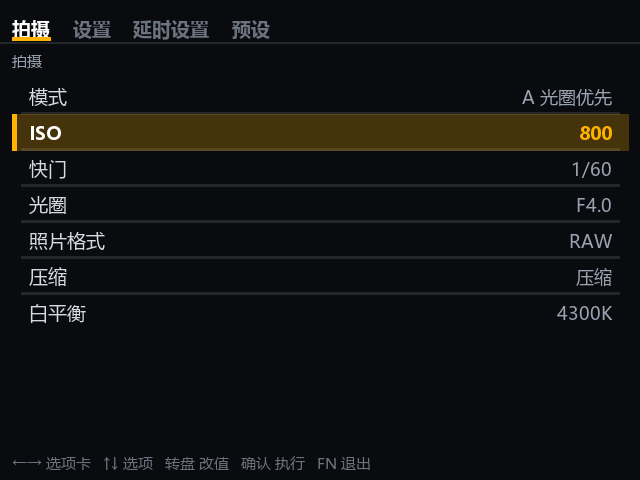 拍摄 设置 延时设置 预设
拍摄
模式 A 光圈优先
ISO 800
快门 1/60
光圈 F4.0
照片格式 RAW
压缩 压缩
白平衡 4300K
←→ 选项卡 ↑↓ 选项 转盘 改值 确认 执行 FN 退出